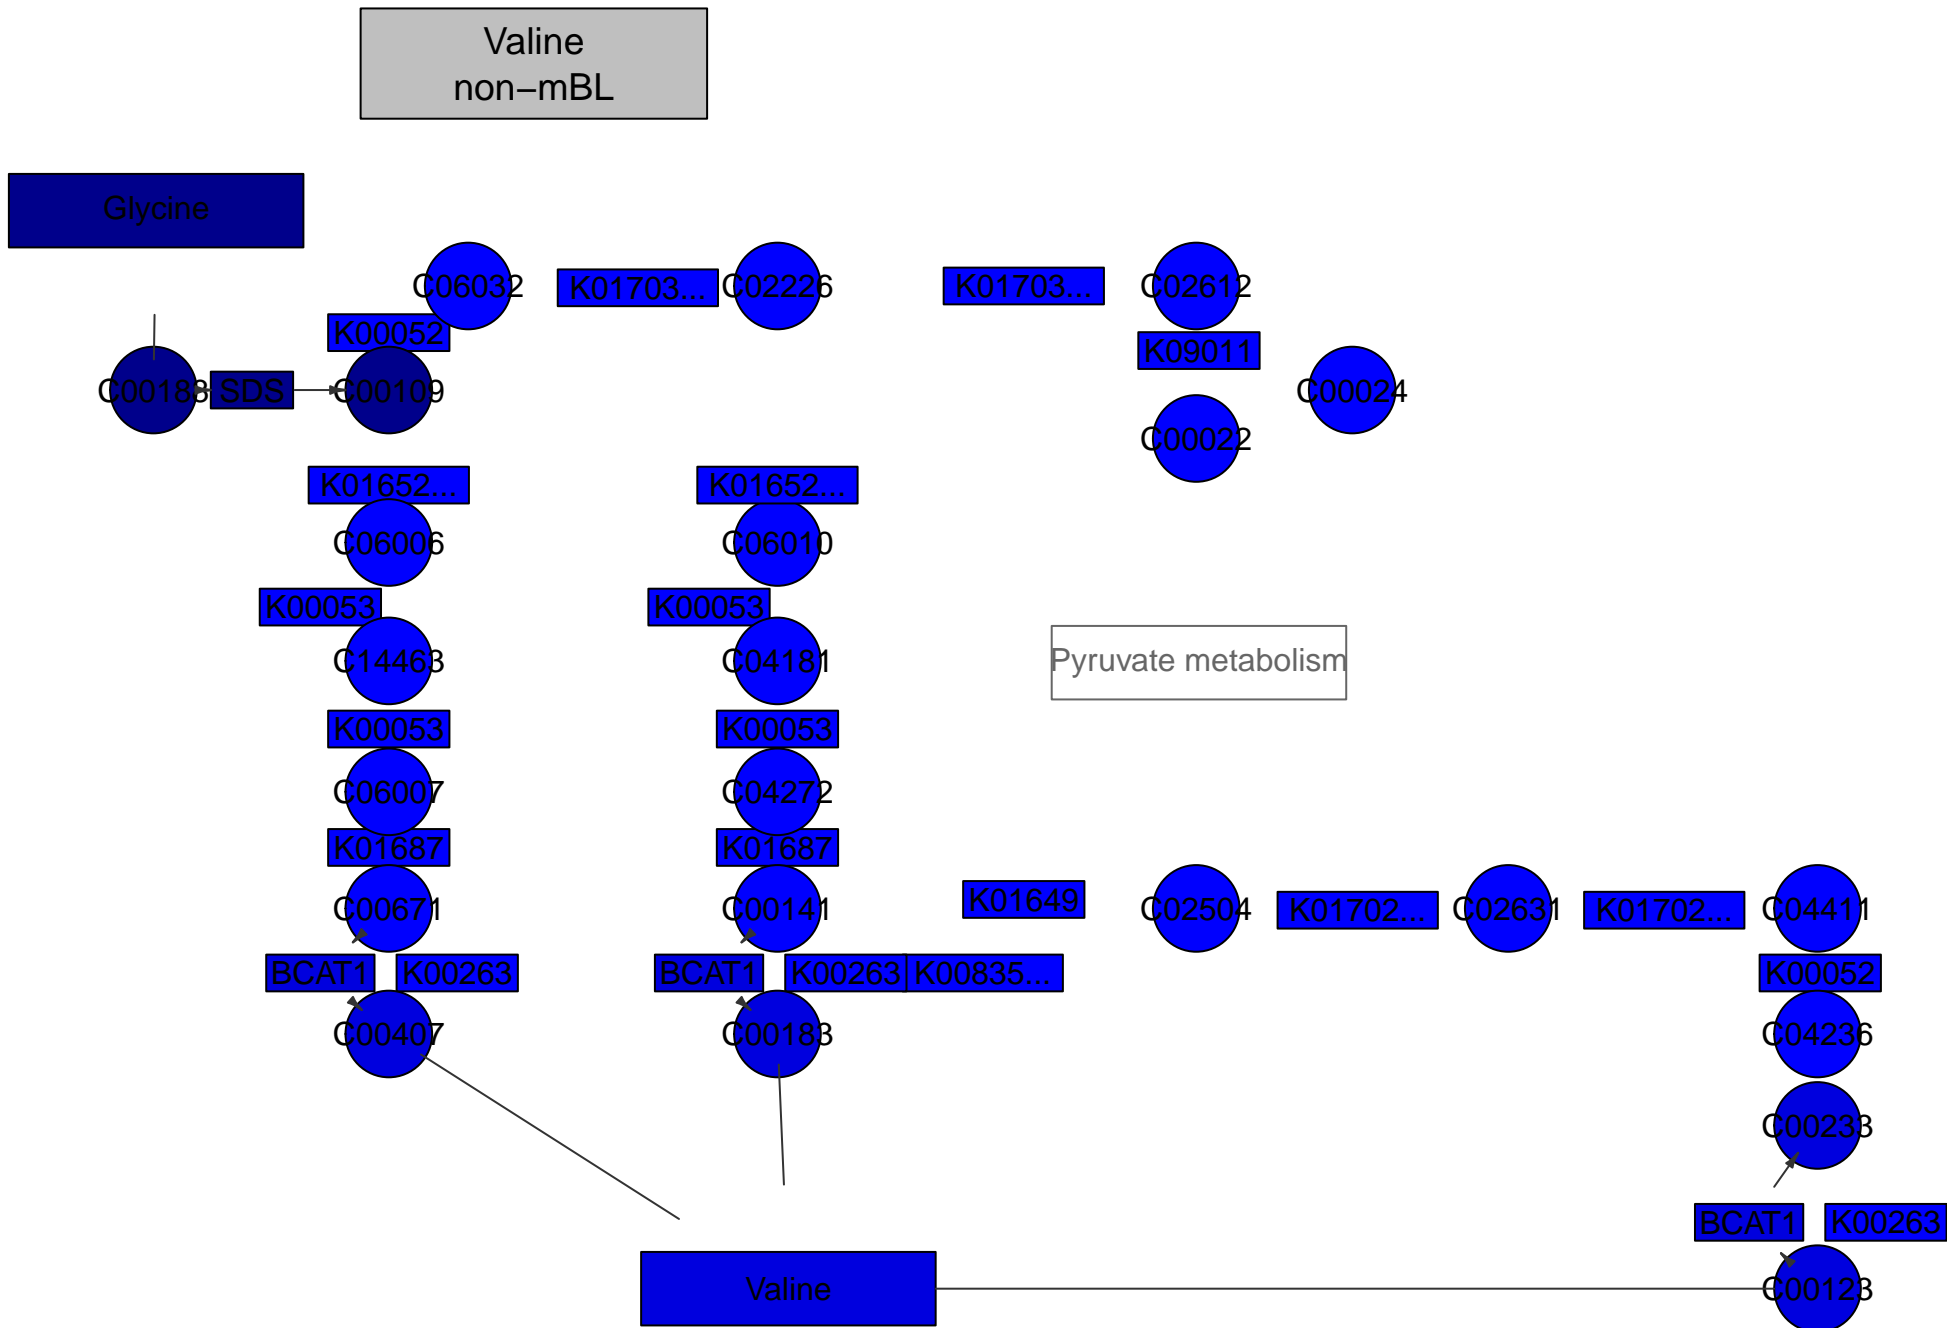 Valine
non−mBL
Glycine
C06032
K01703...
C02226
K01703...
C02612
K00052
K09011
C00188
SDS
C00109
C00024
C00022
K01652...
K01652...
C06006
C06010
K00053
K00053
C14463
C04181
Pyruvate metabolism
K00053
K00053
C06007
C04272
K01687
K01687
C00671
C00141
K01649
C02504
K01702...
C02631
K01702...
C04411
BCAT1
K00263
BCAT1
K00263
K00835...
K00052
C00407
C00183
C04236
C00233
BCAT1
K00263
Valine
C00123